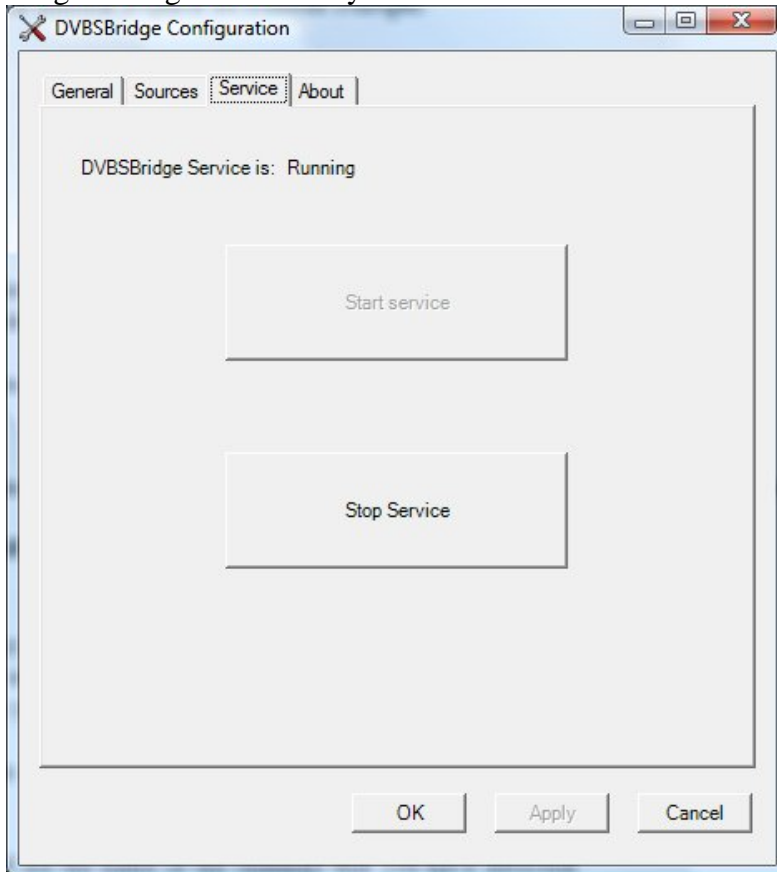 DVBSBridge Configuration
General Sources Service About
DVBSBridge Service is: Running
Start service
Stop Service
OK Apply Cancel